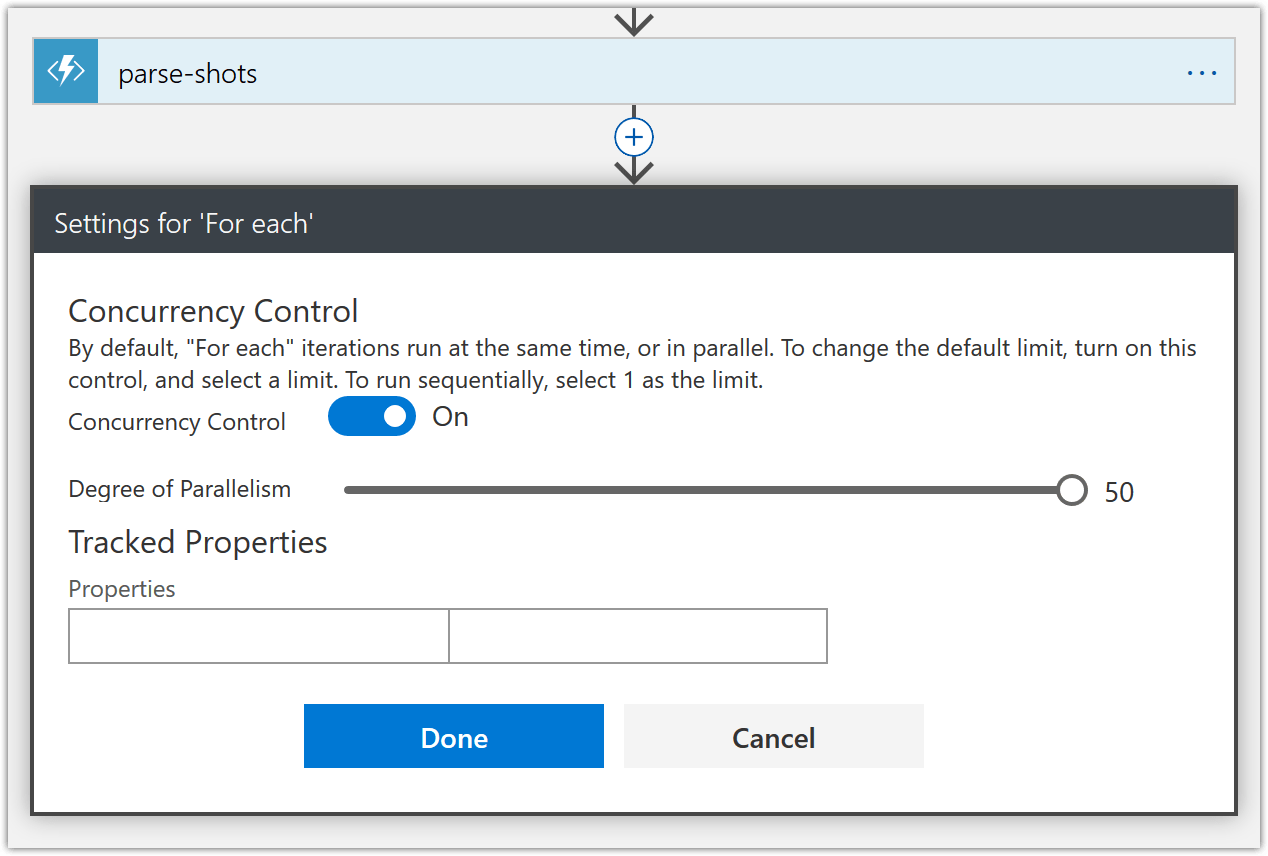 parse-shots
...
Settings for 'For each'
Concurrency Control
By default, "For each" iterations run at the same time, or in parallel. To change the default limit, turn on this
control, and select a limit. To run sequentially, select 1 as the limit.
Concurrency Control On
Degree of Parallelism 50
Tracked Properties
Properties
Done Cancel